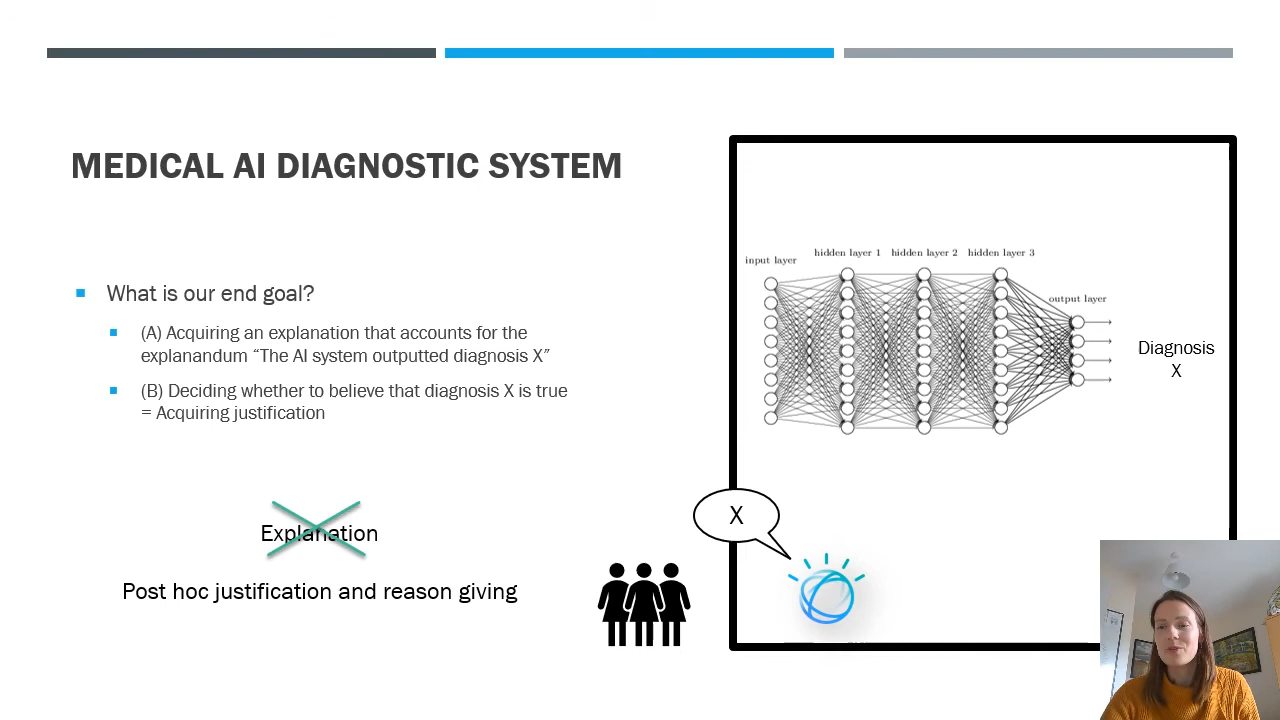 MEDICAL AI DIAGNOSTIC SYSTEM
What is our end goal?
(A) Acquiring an explanation that accounts for the
explanandum “The AI system outputted diagnosis X”
(B) Deciding whether to believe that diagnosis X is true
= Acquiring justification
Explanation
Post hoc justification and reason giving
input layer
hidden layer 1
hidden layer 2
hidden layer 3
output layer
Diagnosis
X
X